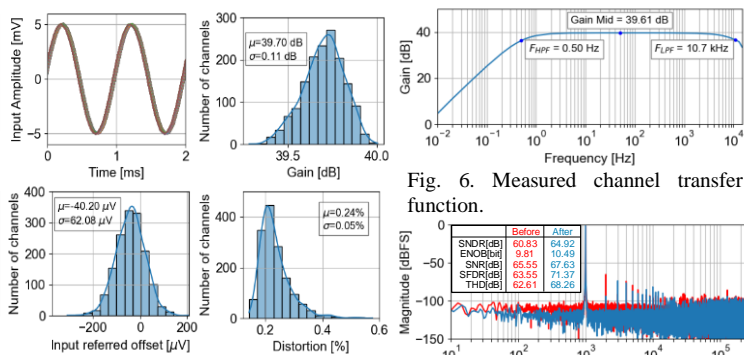 Input Amplitude [mV]
5
0
-5
0
1
2
Time [ms]
Number of channels
300
200
100
0
μ=39.70 dB
σ=0.11 dB
39.5
40.0
Gain [dB]
Gain [dB]
40
20
0
Gain Mid = 39.61 dB
F_HPF = 0.50 Hz
F_LPF = 10.7 kHz
10^-2
10^-1
10^0
10^1
10^2
10^3
10^4
Frequency [Hz]
Fig. 6. Measured channel transfer
function.
Number of channels
400
300
200
100
0
μ=-40.20 μV
σ=62.08 μV
-200
0
200
Input referred offset [μV]
Number of channels
400
200
0
μ=0.24%
σ=0.05%
0.2
0.4
0.6
Distortion [%]
Magnitude [dBFS]
0
-50
-100
-150
Before After
SNDR[dB] 60.83 64.92
ENOB[bit] 9.81 10.49
SNR[dB] 65.55 67.63
SFDR[dB] 63.55 71.37
THD[dB] 62.61 68.26
10^1
10^2
10^3
10^4
10^5